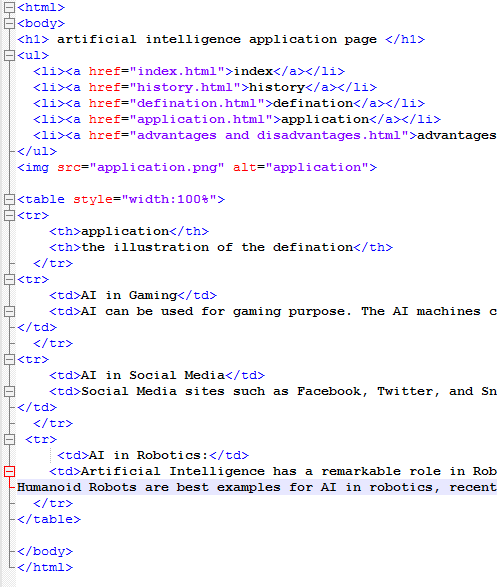 <html>
<body>
<h1> artificial intelligence application page </h1>
<ul>
<li><a href="index.html">index</a></li>
<li><a href="history.html">history</a></li>
<li><a href="defination.html">defination</a></li>
<li><a href="application.html">application</a></li>
<li><a href="advantages and disadvantages.html">advantages
</ul>
<img src="application.png" alt="application">
<table style="width:100%">
<tr>
<th>application</th>
<th>the illustration of the defination</th>
</tr>
<tr>
<td>AI in Gaming</td>
<td>AI can be used for gaming purpose. The AI machines c
</td>
</tr>
<tr>
<td>AI in Social Media</td>
<td>Social Media sites such as Facebook, Twitter, and Sn
</td>
</tr>
<tr>
<td>AI in Robotics:</td>
<td>Artificial Intelligence has a remarkable role in Rob
Humanoid Robots are best examples for AI in robotics, recent
</tr>
</table>
</body>
</html>